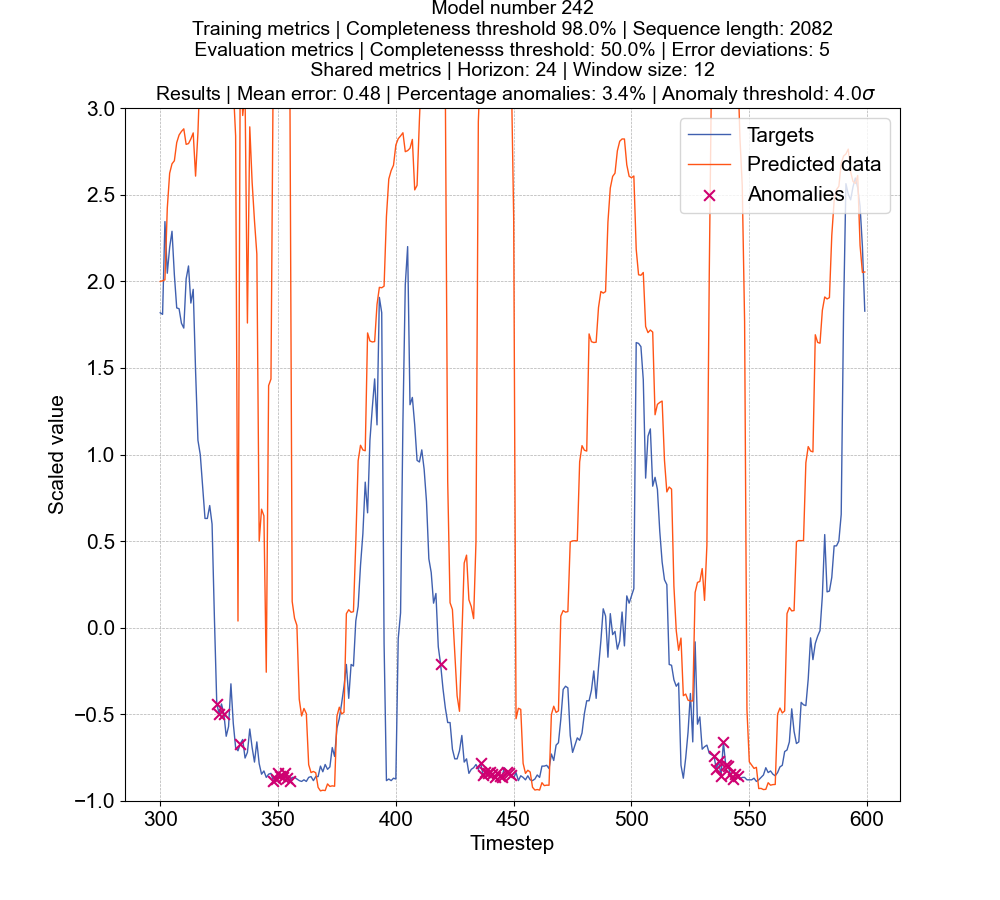 Model number 242
Training metrics | Completeness threshold 98.0% | Sequence length: 2082
Evaluation metrics | Completenesss threshold: 50.0% | Error deviations: 5
Shared metrics | Horizon: 24 | Window size: 12
Results | Mean error: 0.48 | Percentage anomalies: 3.4% | Anomaly threshold: 4.0σ
Targets
Predicted data
Anomalies
Scaled value
3.0
2.5
2.0
1.5
1.0
0.5
0.0
−0.5
−1.0
300 350 400 450 500 550 600
Timestep